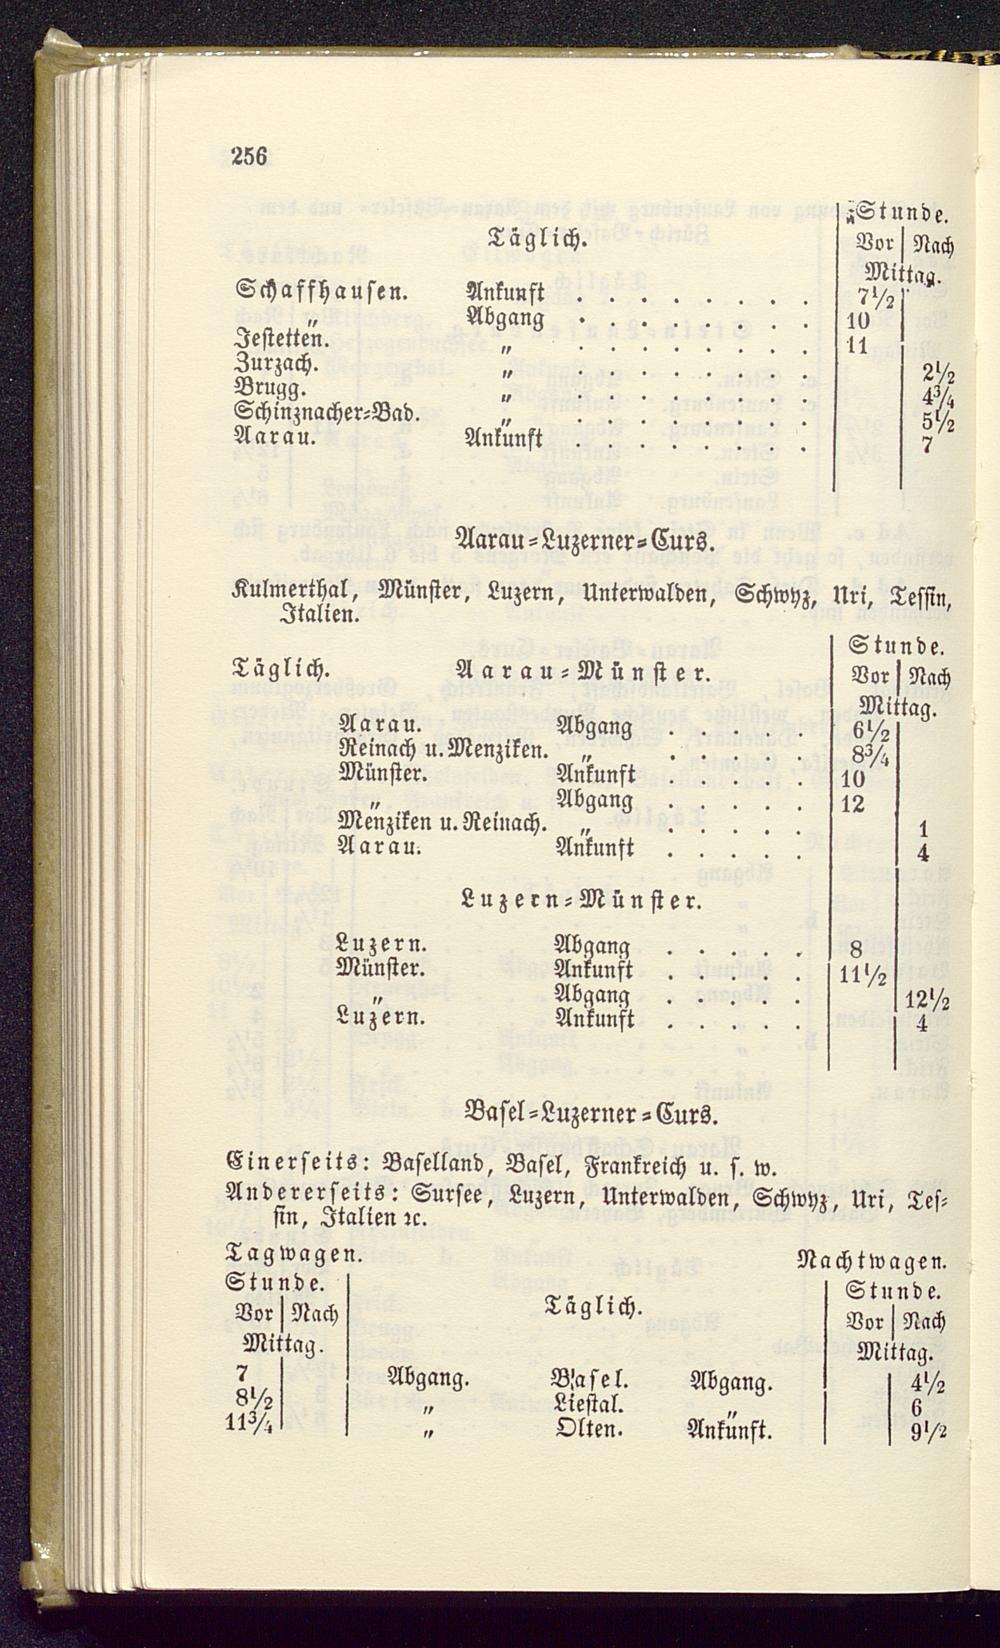 256
Stunde.
Täglich. Vor Nach
Mittag.
Schaffhausen. Ankunft . . . . . . . . 7½
„ Abgang . . . . . . . . 10
Jestetten. „ . . . . . . . . 11
Zurzach. „ . . . . . . . . 2½
Brugg. „ . . . . . . . . 4¾
Schinznacher-Bad. „ . . . . . . . . 5½
Aarau. Ankunft . . . . . . . . 7
Aarau-Luzerner-Curs.
Kulmerthal, Münster, Luzern, Unterwalden, Schwyz, Uri, Tessin,
Italien.
Stunde.
Täglich. Aarau-Münster. Vor Nach
Mittag.
Aarau. Abgang . . . . . 6½
Reinach u. Menziken. „ . . . . . 8¾
Münster. Ankunft . . . . . 10
„ Abgang . . . . . 12
Menziken u. Reinach. „ . . . . . 1
Aarau. Ankunft . . . . . 4
Luzern-Münster.
Luzern. Abgang . . . . . 8
Münster. Ankunft . . . . . 11½
„ Abgang . . . . . 12½
Luzern. Ankunft . . . . . 4
Basel-Luzerner-Curs.
Einerseits: Baselland, Basel, Frankreich u. s. w.
Andererseits: Sursee, Luzern, Unterwalden, Schwyz, Uri, Tes-
sin, Italien ꝛc.
Tagwagen. Nachtwagen.
Stunde. Stunde.
Vor Nach Täglich. Vor Nach
Mittag. Mittag.
7 Abgang. Basel. Abgang. 4½
8½ „ Liestal. „ 6
11¾ „ Olten. Ankunft. 9½